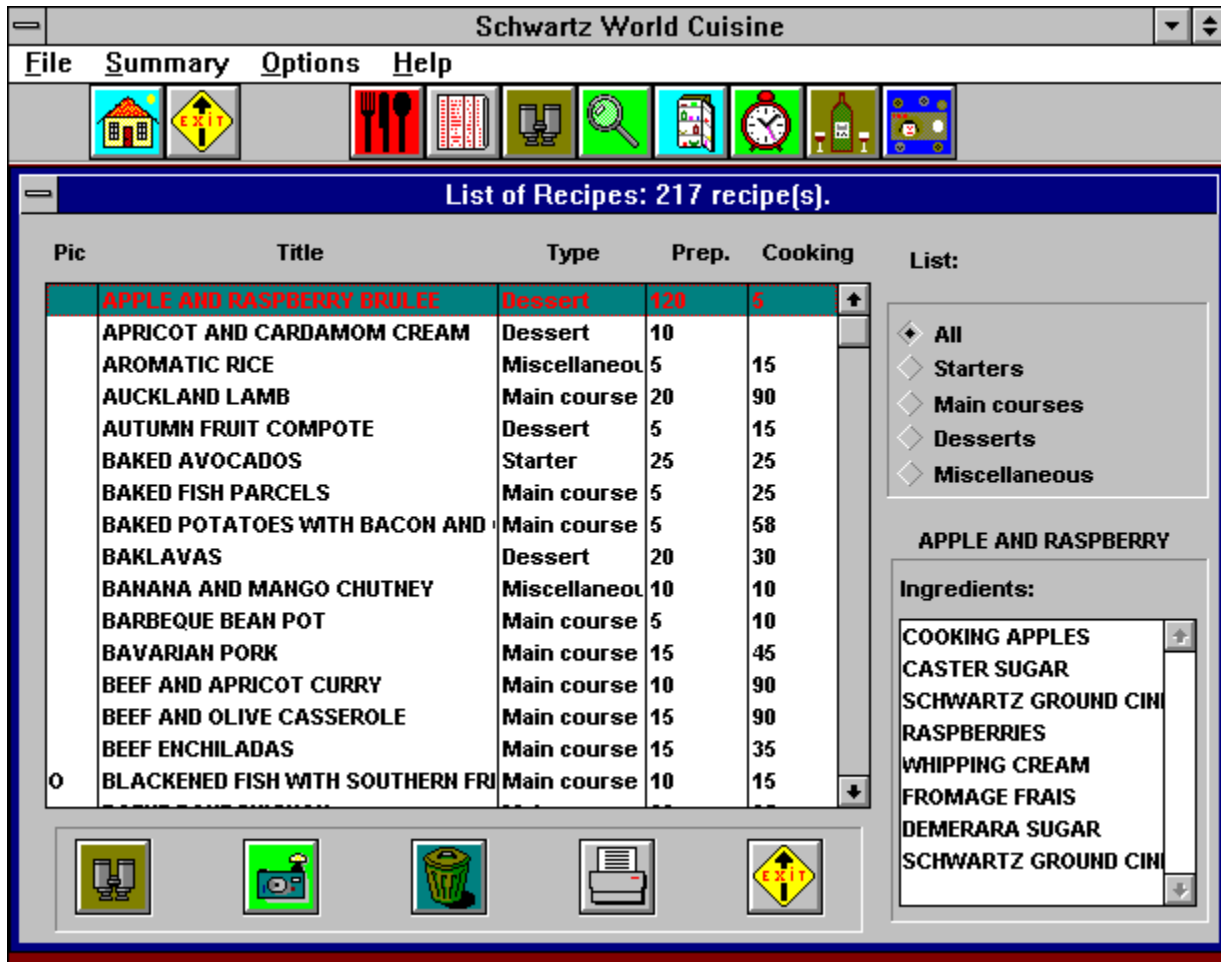 Schwartz World Cuisine
File Summary Options Help
EXIT
List of Recipes: 217 recipe(s).
Pic Title Type Prep. Cooking
APPLE AND RASPBERRY BRULEE Dessert 120 5
APRICOT AND CARDAMOM CREAM Dessert 10
AROMATIC RICE Miscellaneou 5 15
AUCKLAND LAMB Main course 20 90
AUTUMN FRUIT COMPOTE Dessert 5 15
BAKED AVOCADOS Starter 25 25
BAKED FISH PARCELS Main course 5 25
BAKED POTATOES WITH BACON AND Main course 5 58
BAKLAVAS Dessert 20 30
BANANA AND MANGO CHUTNEY Miscellaneou 10 10
BARBEQUE BEAN POT Main course 5 10
BAVARIAN PORK Main course 15 45
BEEF AND APRICOT CURRY Main course 10 90
BEEF AND OLIVE CASSEROLE Main course 15 90
BEEF ENCHILADAS Main course 15 35
O BLACKENED FISH WITH SOUTHERN FRI Main course 10 15
List:
All
Starters
Main courses
Desserts
Miscellaneous
APPLE AND RASPBERRY
Ingredients:
COOKING APPLES
CASTER SUGAR
SCHWARTZ GROUND CIN
RASPBERRIES
WHIPPING CREAM
FROMAGE FRAIS
DEMERARA SUGAR
SCHWARTZ GROUND CIN
EXIT